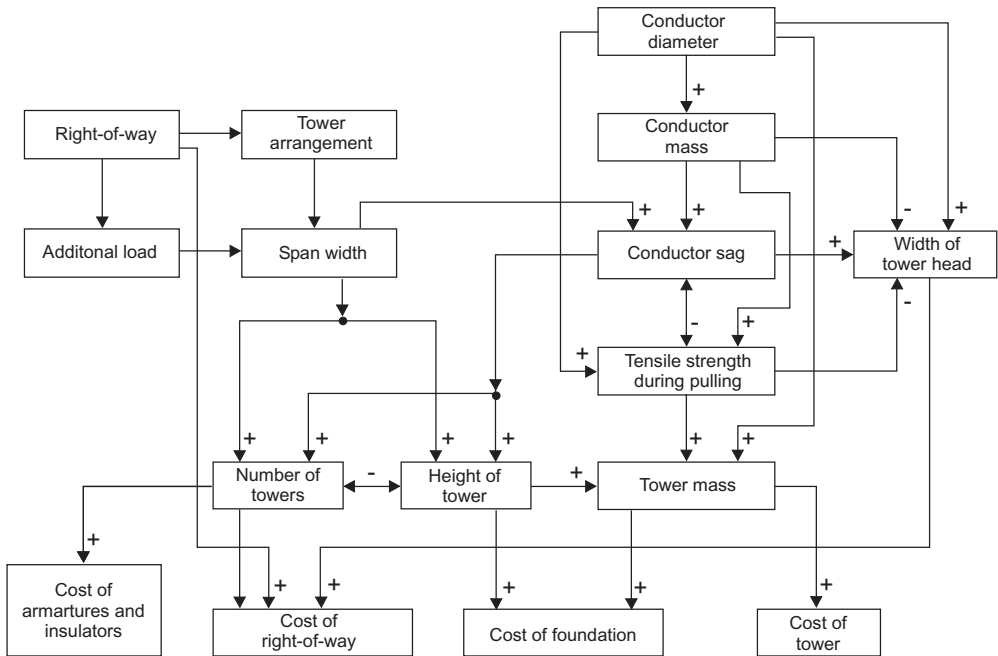 Conductor
diameter
+
Right-of-way
Tower
arrangement
Conductor
mass
-
+
+
+
Additonal load
Span width
Conductor sag
+
Width of
tower head
-
+
-
+
Tensile strength
during pulling
+
+
+
+
+
+
Number of
towers
-
Height of
tower
+
Tower mass
+
+
+
+
+
+
Cost of
armartures and
insulators
Cost of
right-of-way
Cost of foundation
Cost of
tower